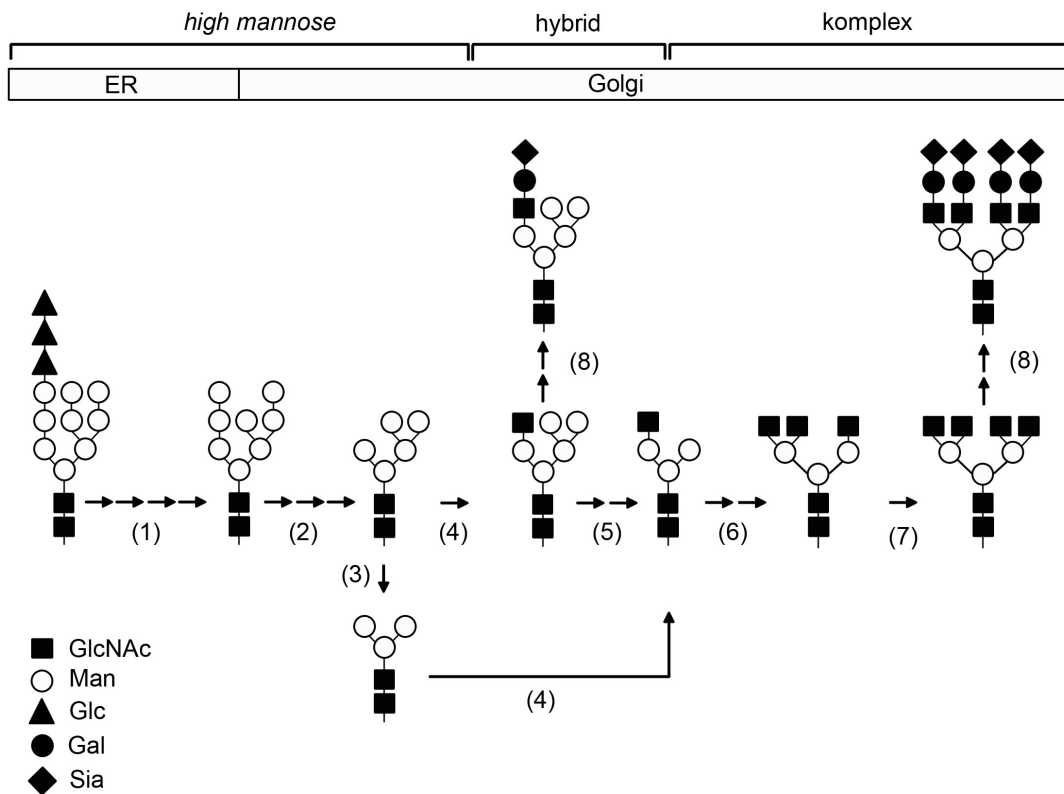 high mannose hybrid komplex
ER Golgi
(8) (8)
(1) (2) (4) (5) (6) (7)
(3)
(4)
GlcNAc
Man
Glc
Gal
Sia